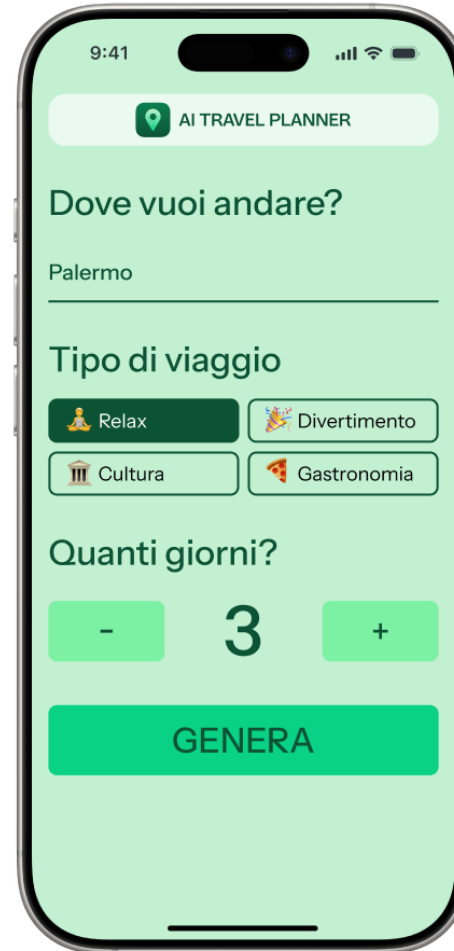 9:41
AI TRAVEL PLANNER
Dove vuoi andare?
Palermo
Tipo di viaggio
Relax
Divertimento
Cultura
Gastronomia
Quanti giorni?
- 3 +
GENERA